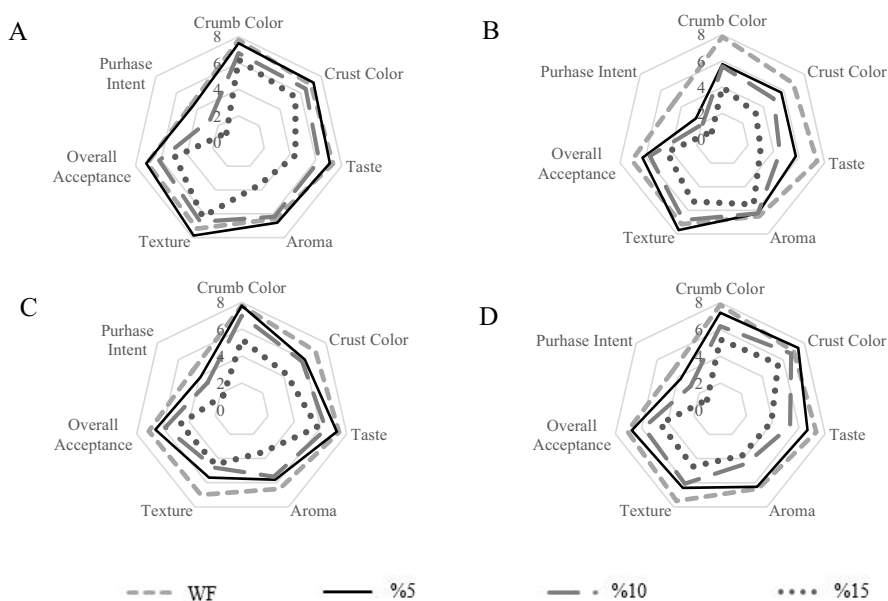 A
Crumb Color
8
6
4
2
0
Crust Color
Taste
Aroma
Texture
Overall
Acceptance
Purhase
Intent
B
Crumb Color
8
6
4
2
0
Crust Color
Taste
Aroma
Texture
Overall
Acceptance
Purhase Intent
C
Crumb Color
8
6
4
2
0
Crust Color
Taste
Aroma
Texture
Overall
Acceptance
Purhase
Intent
D
Crumb Color
8
6
4
2
0
Crust Color
Taste
Aroma
Texture
Overall
Acceptance
Purhase Intent
WF %5 %10 %15